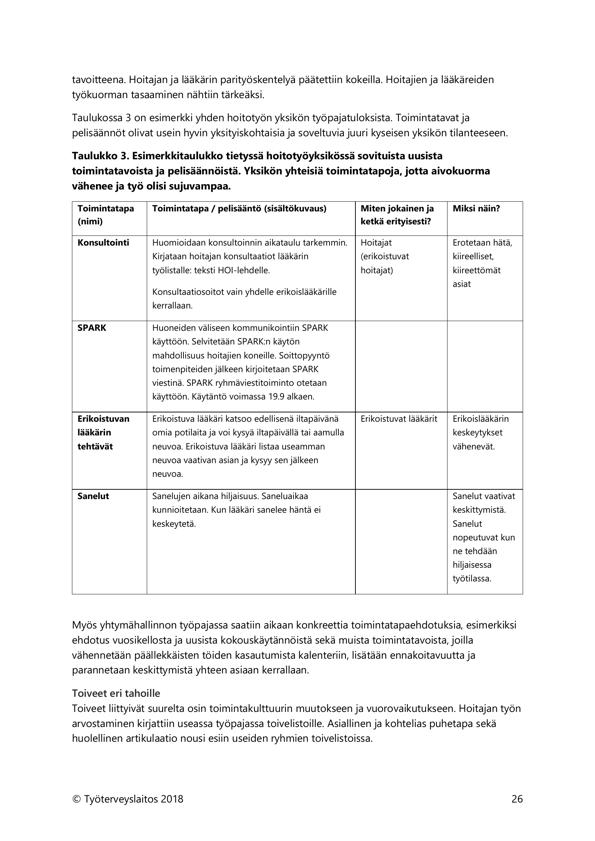 tavoitteena. Hoitajan ja lääkärin parityöskentelyä päätettiin kokeilla. Hoitajien ja lääkäreiden
työkuorman tasaaminen nähtiin tärkeäksi.
Taulukossa 3 on esimerkki yhden hoitotyön yksikön työpajatuloksista. Toimintatavat ja
pelisäännöt olivat usein hyvin yksityiskohtaisia ja soveltuvia juuri kyseisen yksikön tilanteeseen.
Taulukko 3. Esimerkkitaulukko tietyssä hoitotyöyksikössä sovituista uusista
toimintatavoista ja pelisäännöistä. Yksikön yhteisiä toimintatapoja, jotta aivokuorma
vähenee ja työ olisi sujuvampaa.
Toimintatapa
(nimi)
Toimintatapa / pelisääntö (sisältökuvaus)
Miten jokainen ja
ketkä erityisesti?
Miksi näin?
Konsultointi
Huomioidaan konsultoinnin aikataulu tarkemmin.
Kirjataan hoitajan konsultaatiot lääkärin
työlistalle: teksti HOI-lehdelle.
Konsultaatiosoitot vain yhdelle erikoislääkärille
kerrallaan.
Hoitajat
(erikoistuvat
hoitajat)
Erotetaan hätä,
kiireelliset,
kiireettömät
asiat
SPARK
Huoneiden väliseen kommunikointiin SPARK
käyttöön. Selvitetään SPARK:n käytön
mahdollisuus hoitajien koneille. Soittopyyntö
toimenpiteiden jälkeen kirjoitetaan SPARK
viestinä. SPARK ryhmäviestitoiminto otetaan
käyttöön. Käytäntö voimassa 19.9 alkaen.
Erikoistuvan
lääkärin
tehtävät
Erikoistuva lääkäri katsoo edellisenä iltapäivänä
omia potilaita ja voi kysyä iltapäivällä tai aamulla
neuvoa. Erikoistuva lääkäri listaa useamman
neuvoa vaativan asian ja kysyy sen jälkeen
neuvoa.
Erikoistuvat lääkärit
Erikoislääkärin
keskeytykset
vähenevät.
Sanelut
Sanelujen aikana hiljaisuus. Saneluaikaa
kunnioitetaan. Kun lääkäri sanelee häntä ei
keskeytetä.
Sanelut vaativat
keskittymistä.
Sanelut
nopeutuvat kun
ne tehdään
hiljaisessa
työtilassa.
Myös yhtymähallinnon työpajassa saatiin aikaan konkreettia toimintatapaehdotuksia, esimerkiksi
ehdotus vuosikellosta ja uusista kokouskäytännöistä sekä muista toimintatavoista, joilla
vähennetään päällekkäisten töiden kasautumista kalenteriin, lisätään ennakoitavuutta ja
parannetaan keskittymistä yhteen asiaan kerrallaan.
Toiveet eri tahoille
Toiveet liittyivät suurelta osin toimintakulttuurin muutokseen ja vuorovaikutukseen. Hoitajan työn
arvostaminen kirjattiin useassa työpajassa toivelistoille. Asiallinen ja kohtelias puhetapa sekä
huolellinen artikulaatio nousi esiin useiden ryhmien toivelistoissa.
© Työterveyslaitos 2018
26